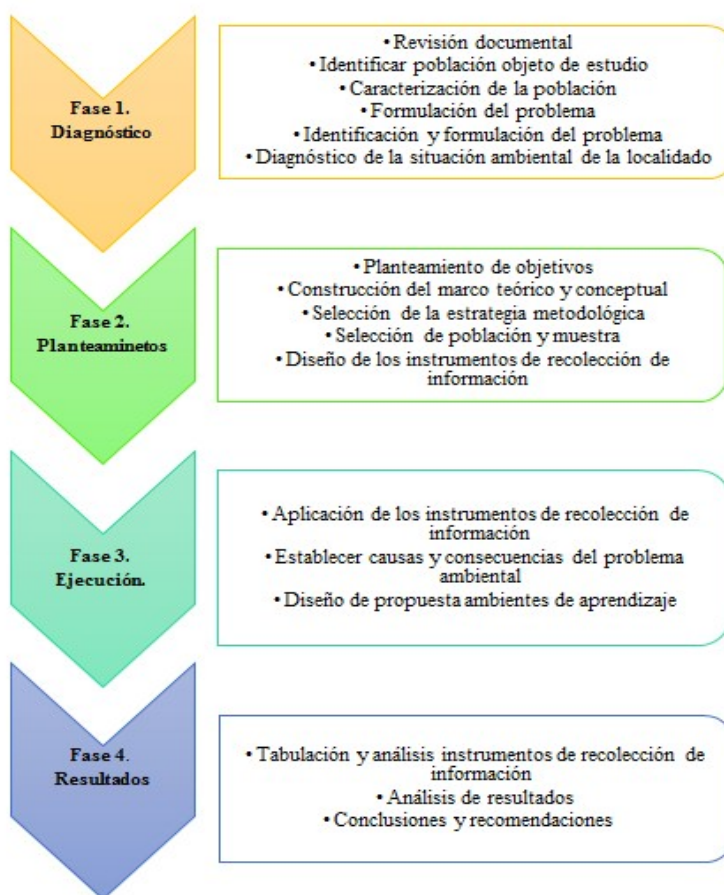 Fase 1.
Diagnóstico
• Revisión documental
• Identificar población objeto de estudio
• Caracterización de la población
• Formulación del problema
• Identificación y formulación del problema
• Diagnóstico de la situación ambiental de la localidado
Fase 2.
Planteaminetos
• Planteamiento de objetivos
• Construcción del marco teórico y conceptual
• Selección de la estrategia metodológica
• Selección de población y muestra
• Diseño de los instrumentos de recolección de
información
Fase 3.
Ejecución.
• Aplicación de los instrumentos de recolección de
información
• Establecer causas y consecuencias del problema
ambiental
• Diseño de propuesta ambientes de aprendizaje
Fase 4.
Resultados
• Tabulación y análisis instrumentos de recolección de
información
• Análisis de resultados
• Conclusiones y recomendaciones